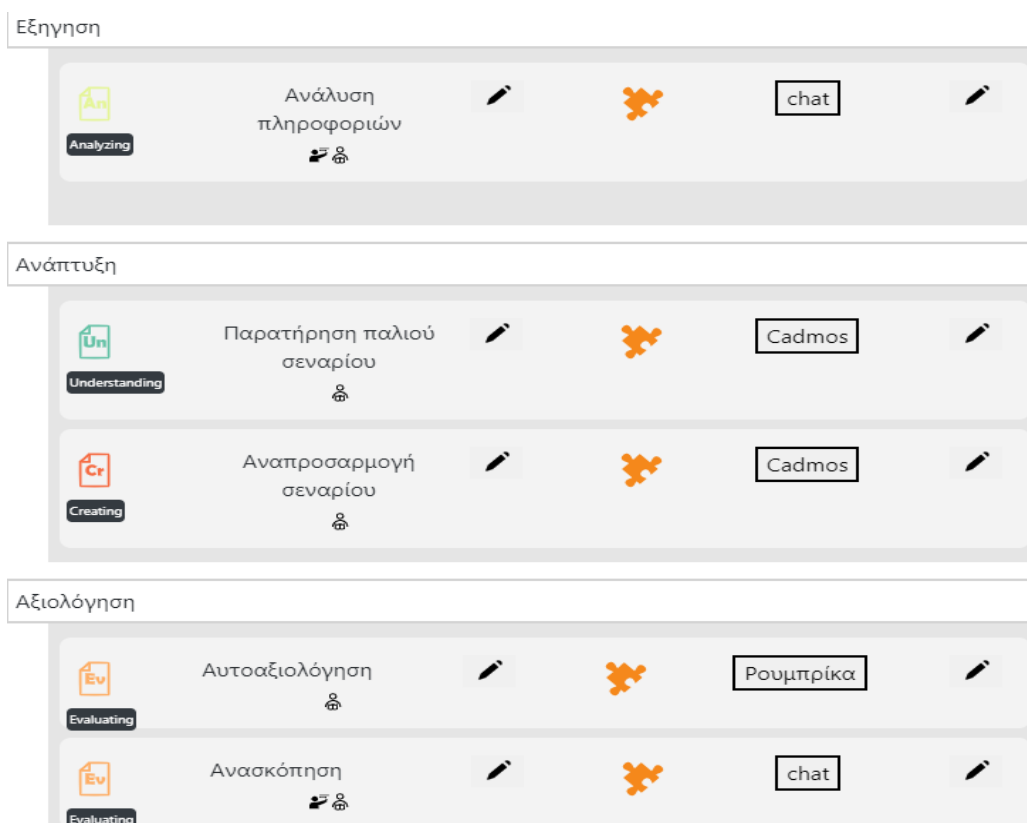 Εξηγηση
An
Analyzing
Ανάλυση
πληροφοριών
chat
Ανάπτυξη
Un
Understanding
Παρατήρηση παλιού
σεναρίου
Cadmos
Cr
Creating
Αναπροσαρμογή
σεναρίου
Cadmos
Αξιολόγηση
Ev
Evaluating
Αυτοαξιολόγηση
Ρουμπρίκα
Ev
Evaluating
Ανασκόπηση
chat